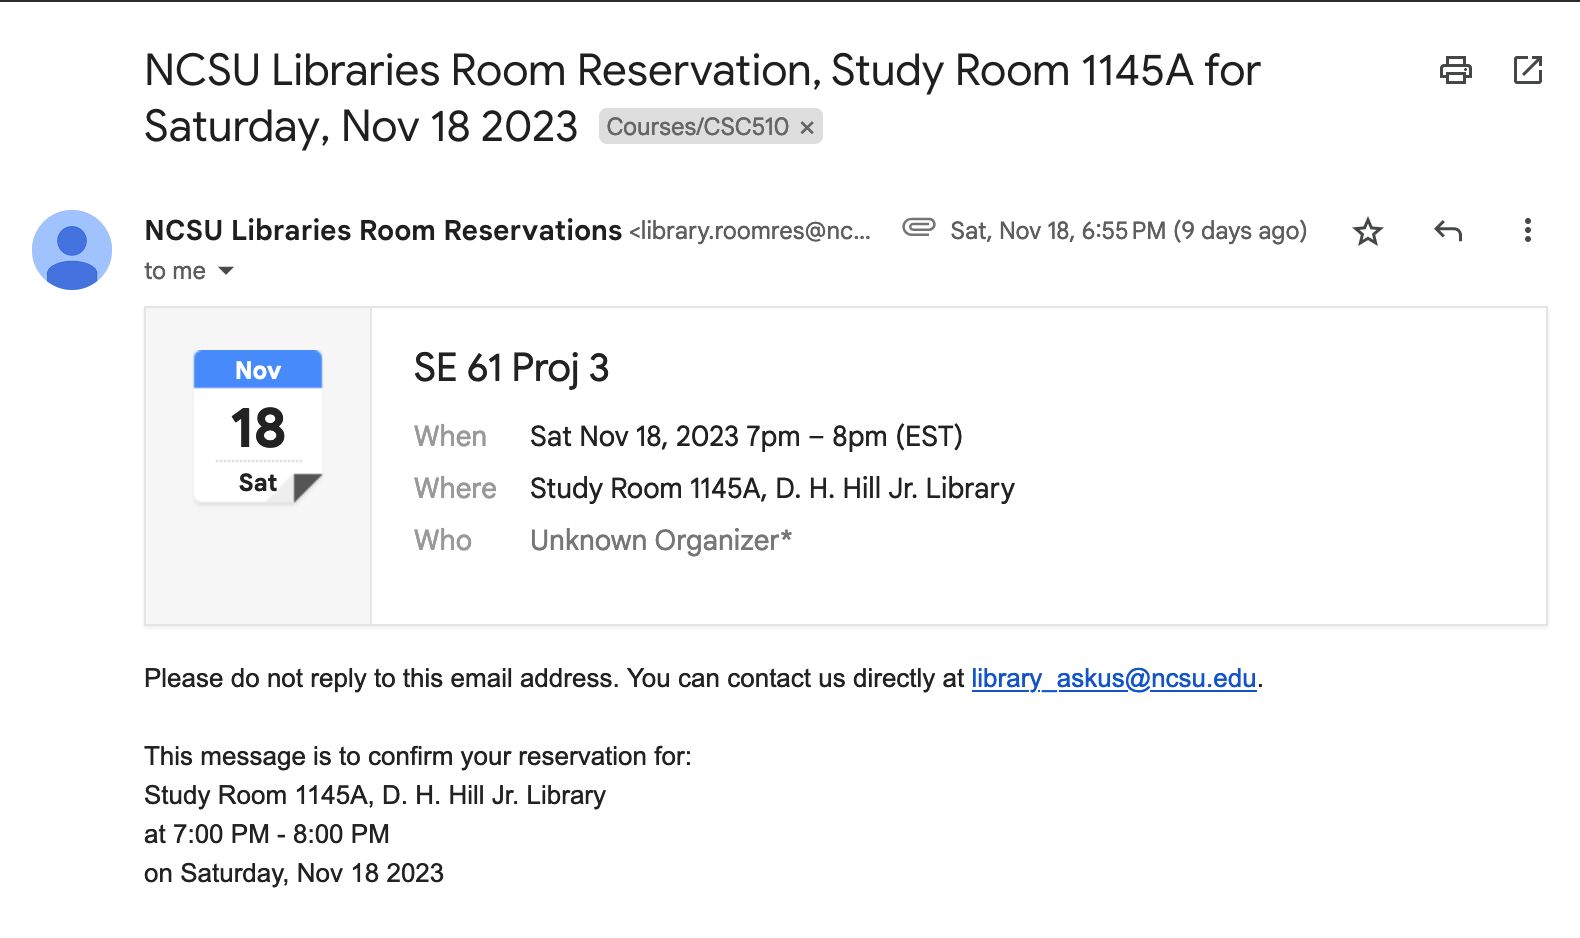 NCSU Libraries Room Reservation, Study Room 1145A for
Saturday, Nov 18 2023 Courses/CSC510 ×
NCSU Libraries Room Reservations <library.roomres@nc... Sat, Nov 18, 6:55 PM (9 days ago)
to me
Nov
18
Sat
SE 61 Proj 3
When Sat Nov 18, 2023 7pm – 8pm (EST)
Where Study Room 1145A, D. H. Hill Jr. Library
Who Unknown Organizer*
Please do not reply to this email address. You can contact us directly at library_askus@ncsu.edu.
This message is to confirm your reservation for:
Study Room 1145A, D. H. Hill Jr. Library
at 7:00 PM - 8:00 PM
on Saturday, Nov 18 2023